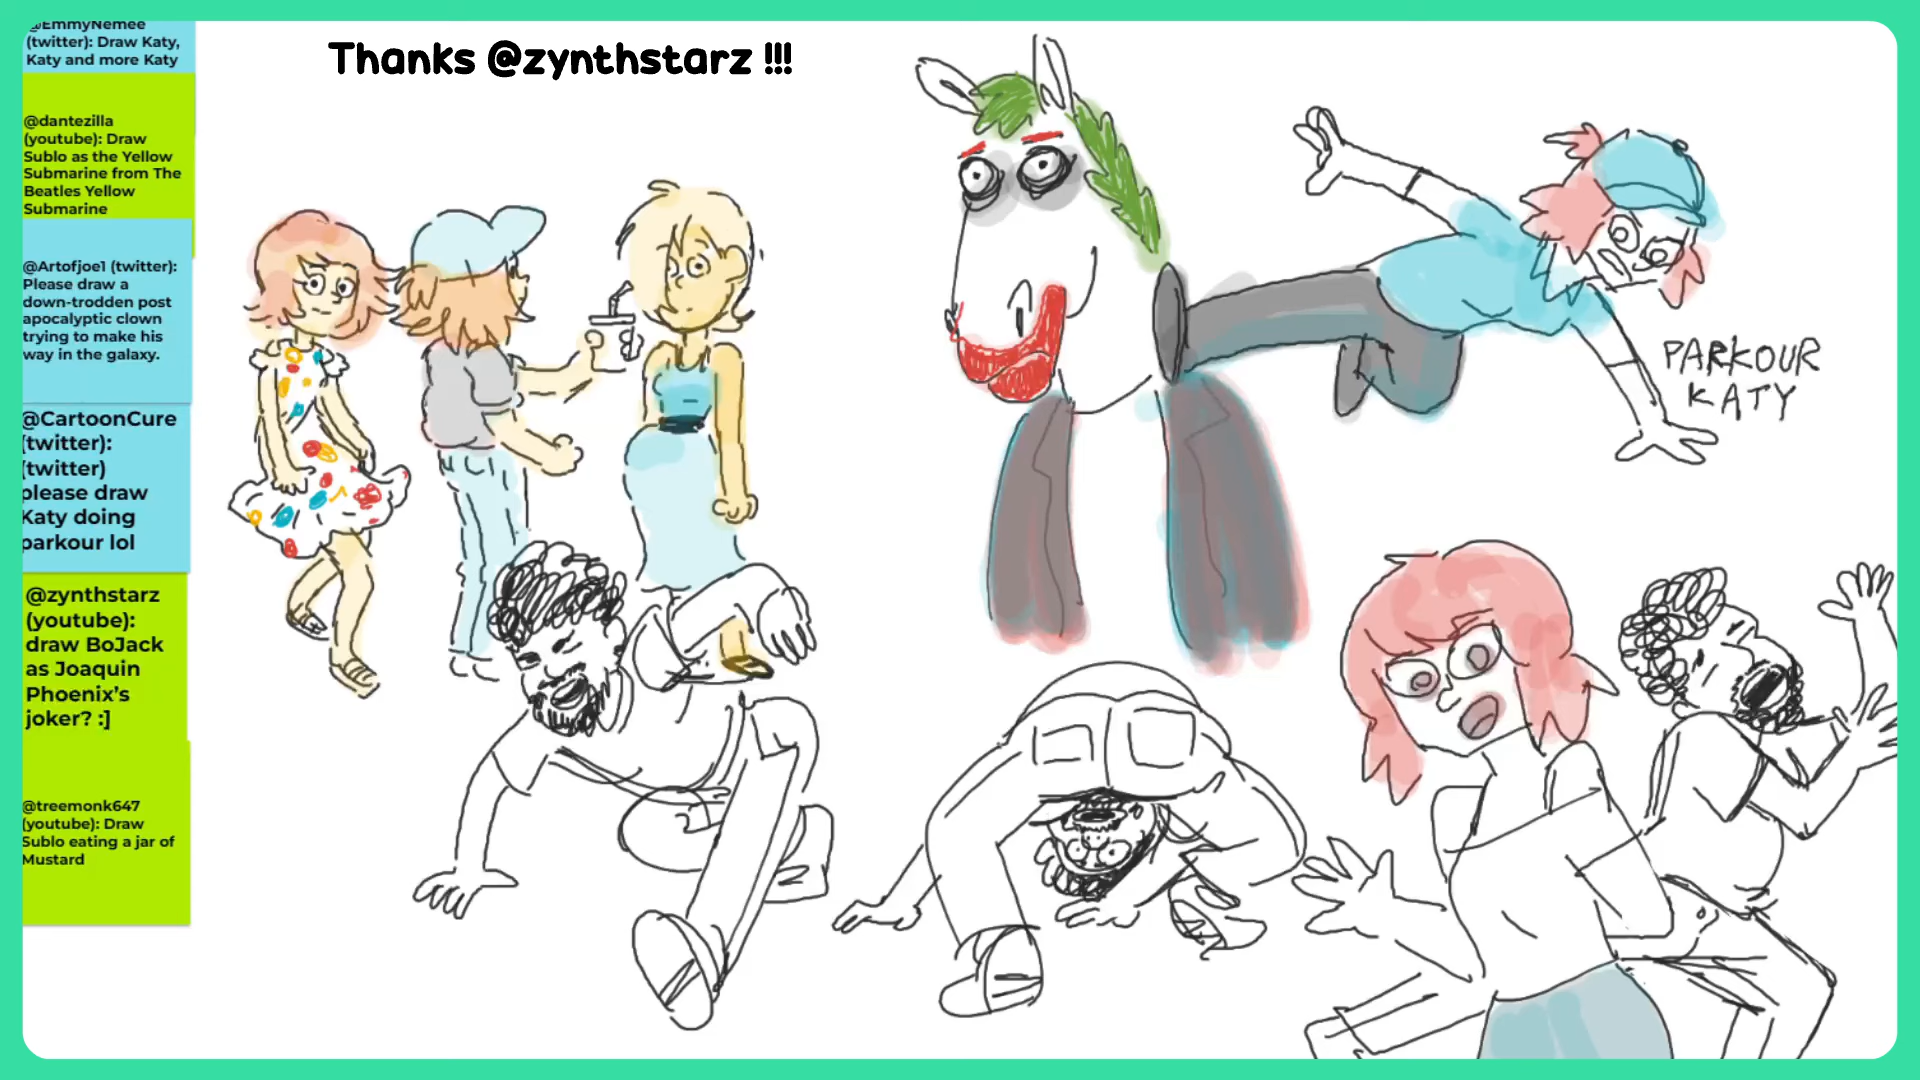 @EmmyNemee
(twitter): Draw Katy,
Katy and more Katy
@dantezilla
(youtube): Draw
Sublo as the Yellow
Submarine from The
Beatles Yellow
Submarine
@Artofjoe1 (twitter):
Please draw a
down-trodden post
apocalyptic clown
trying to make his
way in the galaxy.
@CartoonCure
(twitter):
(twitter)
please draw
Katy doing
parkour lol
@zynthstarz
(youtube):
draw BoJack
as Joaquin
Phoenix's
joker? :]
@treemonk647
(youtube): Draw
Sublo eating a jar of
Mustard
Thanks @zynthstarz !!!
PARKOUR
KATY